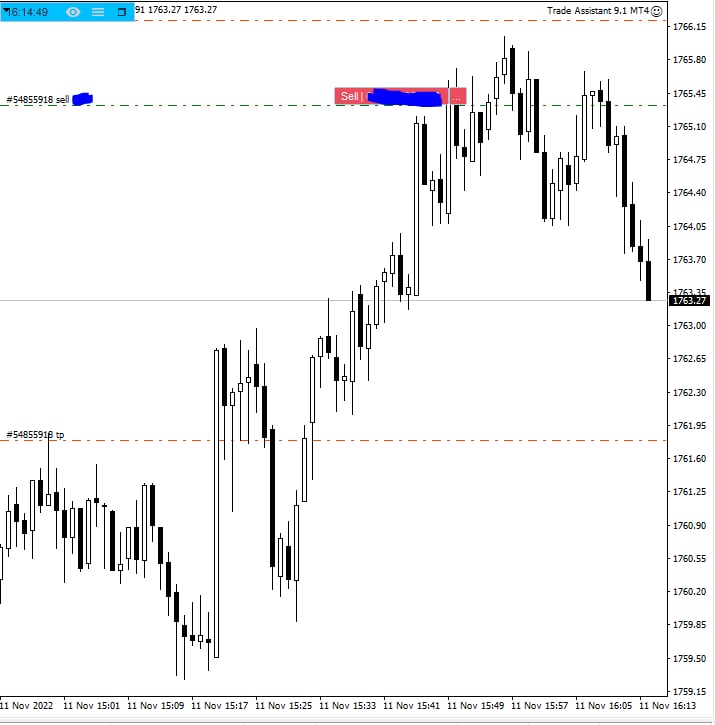 16:14:49
91 1763.27 1763.27
Trade Assistant 9.1 MT4
1766.15
1765.80
#54855918 sell
Sell |
...
1765.45
1765.10
1764.75
1764.40
1764.05
1763.70
1763.35
1763.27
1763.00
1762.65
1762.30
#54855918 tp
1761.95
1761.60
1761.25
1760.90
1760.55
1760.20
1759.85
1759.50
1759.15
11 Nov 2022
11 Nov 15:01
11 Nov 15:09
11 Nov 15:17
11 Nov 15:25
11 Nov 15:33
11 Nov 15:41
11 Nov 15:49
11 Nov 15:57
11 Nov 16:05
11 Nov 16:13